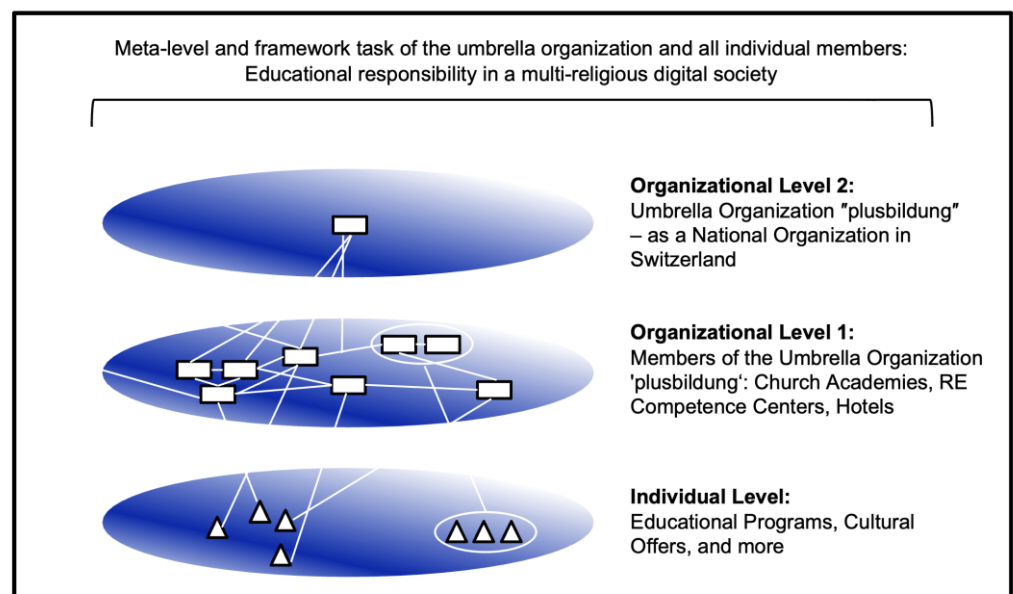 Meta-level and framework task of the umbrella organization and all individual members:
Educational responsibility in a multi-religious digital society
Organizational Level 2:
Umbrella Organization ″plusbildung″
– as a National Organization in
Switzerland
Organizational Level 1:
Members of the Umbrella Organization
'plusbildung‘: Church Academies, RE
Competence Centers, Hotels
Individual Level:
Educational Programs, Cultural
Offers, and more